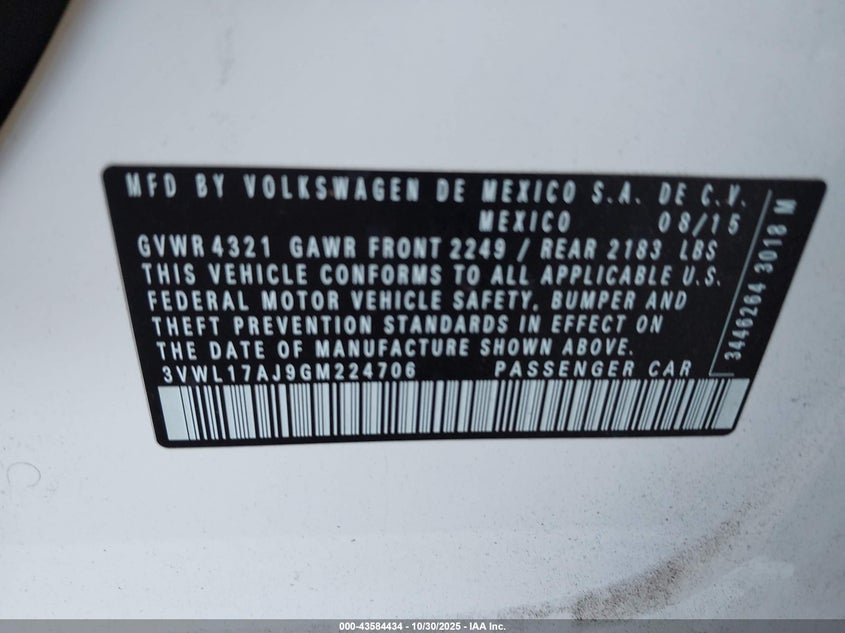 MFD BY VOLKSWAGEN DE MEXICO S.A. DE C.V.
MEXICO 08/15
GVWR 4321 GAWR FRONT 2249 / REAR 2183 LBS
THIS VEHICLE CONFORMS TO ALL APPLICABLE U.S.
FEDERAL MOTOR VEHICLE SAFETY, BUMPER AND
THEFT PREVENTION STANDARDS IN EFFECT ON
THE DATE OF MANUFACTURE SHOWN ABOVE.
3VWL17AJ9GM224706 PASSENGER CAR
3446264 3018 M
000-43584434 | 10/30/2025 | IAA Inc.